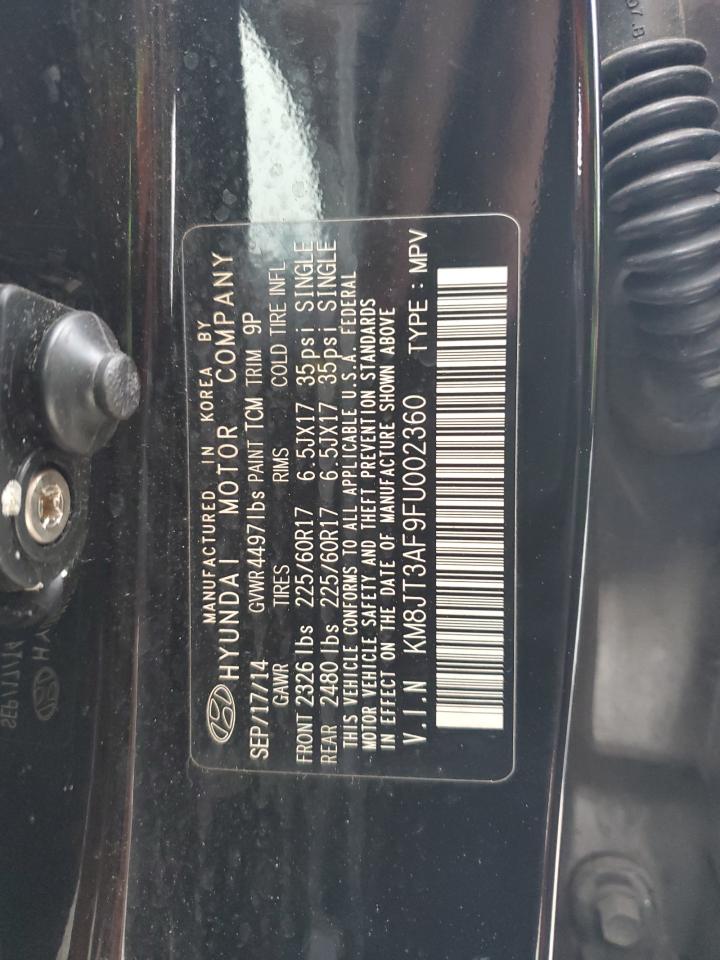 MANUFACTURED IN KOREA BY
HYUNDAI MOTOR COMPANY
SEP/17/14 GVWR 4497 lbs PAINT TCM TRIM 9P
GAWR TIRES RIMS COLD TIRE INFL
FRONT 2326 lbs 225/60R17 6.5JX17 35psi SINGLE
REAR 2480 lbs 225/60R17 6.5JX17 35psi SINGLE
THIS VEHICLE CONFORMS TO ALL APPLICABLE U.S.A. FEDERAL
MOTOR VEHICLE SAFETY AND THEFT PREVENTION STANDARDS
IN EFFECT ON THE DATE OF MANUFACTURE SHOWN ABOVE
V.I.N KM8JT3AF9FU002360 TYPE : MPV